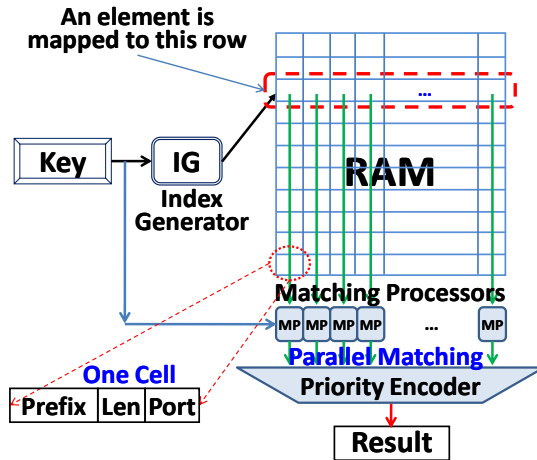 An element is
mapped to this row
...
Key
IG
Index
Generator
RAM
Matching Processors
MP MP MP MP ... MP
Parallel Matching
One Cell
Priority Encoder
Prefix Len Port
Result